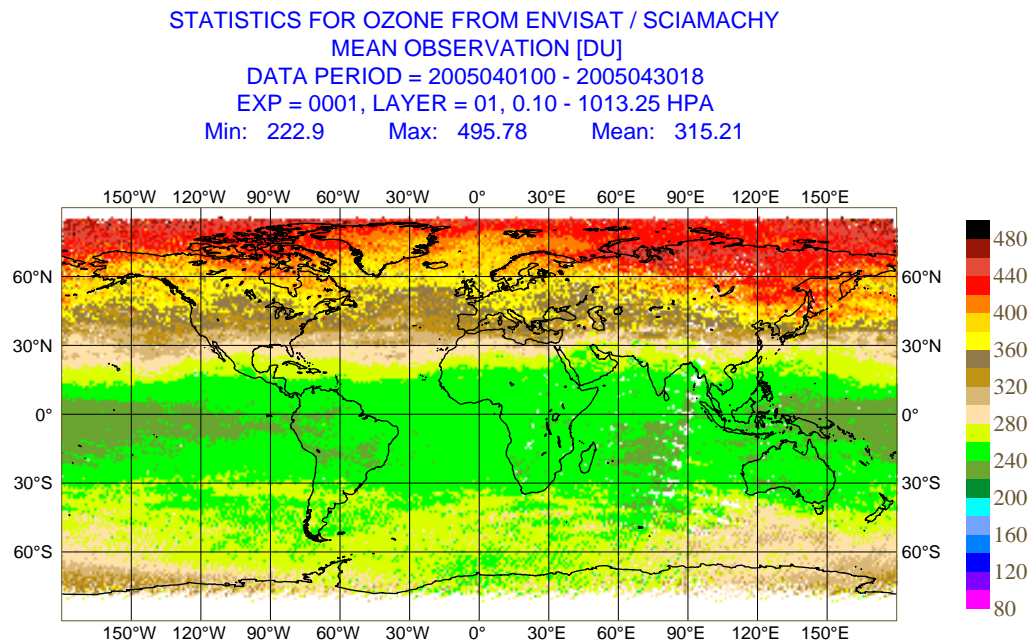 STATISTICS FOR OZONE FROM ENVISAT / SCIAMACHY
MEAN OBSERVATION [DU]
DATA PERIOD = 2005040100 - 2005043018
EXP = 0001, LAYER = 01, 0.10 - 1013.25 HPA
Min: 222.9 Max: 495.78 Mean: 315.21
150°W 120°W 90°W 60°W 30°W 0° 30°E 60°E 90°E 120°E 150°E
60°N 60°N
30°N 30°N
0° 0°
30°S 30°S
60°S 60°S
150°W 120°W 90°W 60°W 30°W 0° 30°E 60°E 90°E 120°E 150°E
480
440
400
360
320
280
240
200
160
120
80